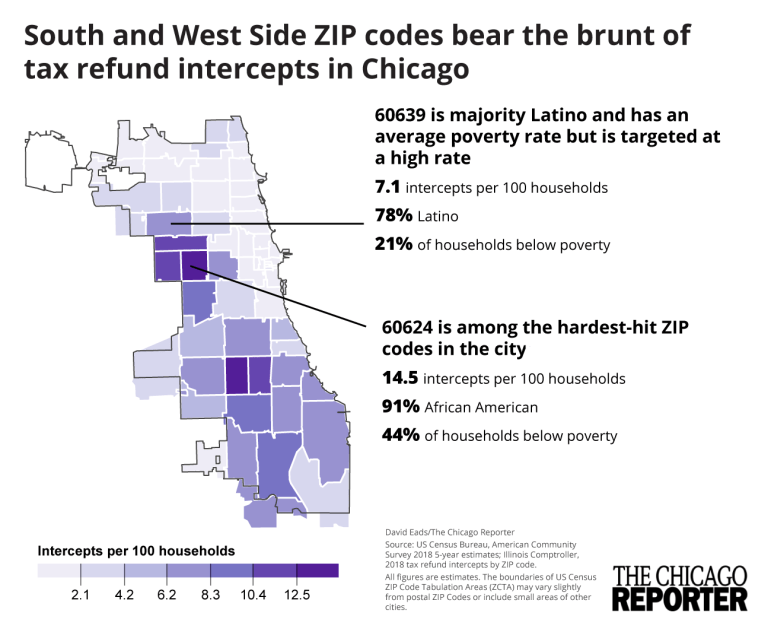 South and West Side ZIP codes bear the brunt of
tax refund intercepts in Chicago
60639 is majority Latino and has an
average poverty rate but is targeted at
a high rate
7.1 intercepts per 100 households
78% Latino
21% of households below poverty
60624 is among the hardest-hit ZIP
codes in the city
14.5 intercepts per 100 households
91% African American
44% of households below poverty
David Eads/The Chicago Reporter
Source: US Census Bureau, American Community
Survey 2018 5-year estimates; Illinois Comptroller,
2018 tax refund intercepts by ZIP code.
All figures are estimates. The boundaries of US Census
ZIP Code Tabulation Areas (ZCTA) may vary slightly
from postal ZIP Codes or include small areas of other
cities.
Intercepts per 100 households
2.1 4.2 6.2 8.3 10.4 12.5
THE CHICAGO
REPORTER